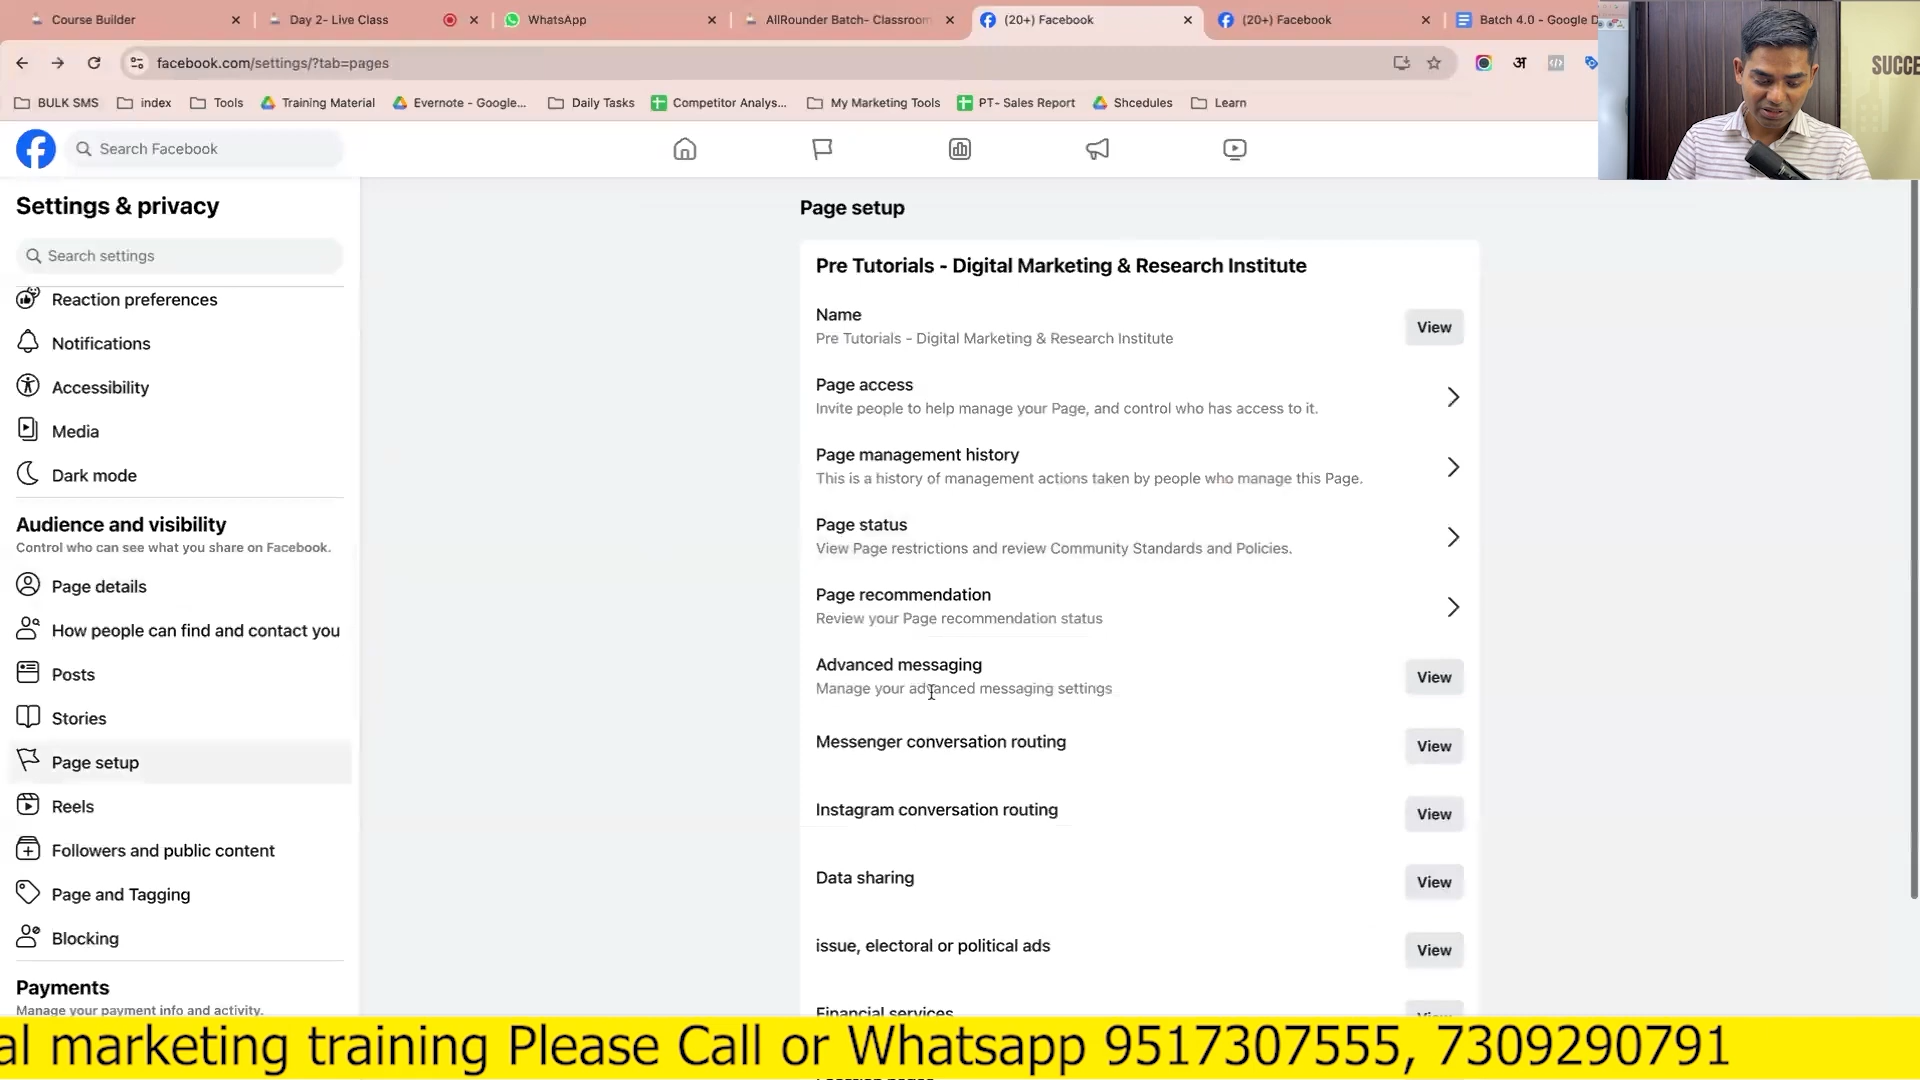 Course Builder
Day 2- Live Class
WhatsApp
AllRounder Batch- Classroom
(20+) Facebook
(20+) Facebook
Batch 4.0 - Google D
facebook.com/settings/?tab=pages
अ
SUCCE
BULK SMS
index
Tools
Training Material
Evernote - Google...
Daily Tasks
Competitor Analys...
My Marketing Tools
PT- Sales Report
Shcedules
Learn
Search Facebook
Settings & privacy
Search settings
Reaction preferences
Notifications
Accessibility
Media
Dark mode
Audience and visibility
Control who can see what you share on Facebook.
Page details
How people can find and contact you
Posts
Stories
Page setup
Reels
Followers and public content
Page and Tagging
Blocking
Payments
Manage your payment info and activity.
Page setup
Pre Tutorials - Digital Marketing & Research Institute
Name
Pre Tutorials - Digital Marketing & Research Institute
View
Page access
Invite people to help manage your Page, and control who has access to it.
Page management history
This is a history of management actions taken by people who manage this Page.
Page status
View Page restrictions and review Community Standards and Policies.
Page recommendation
Review your Page recommendation status
Advanced messaging
Manage your advanced messaging settings
View
Messenger conversation routing
View
Instagram conversation routing
View
Data sharing
View
issue, electoral or political ads
View
Financial services
al marketing training Please Call or Whatsapp 9517307555, 7309290791